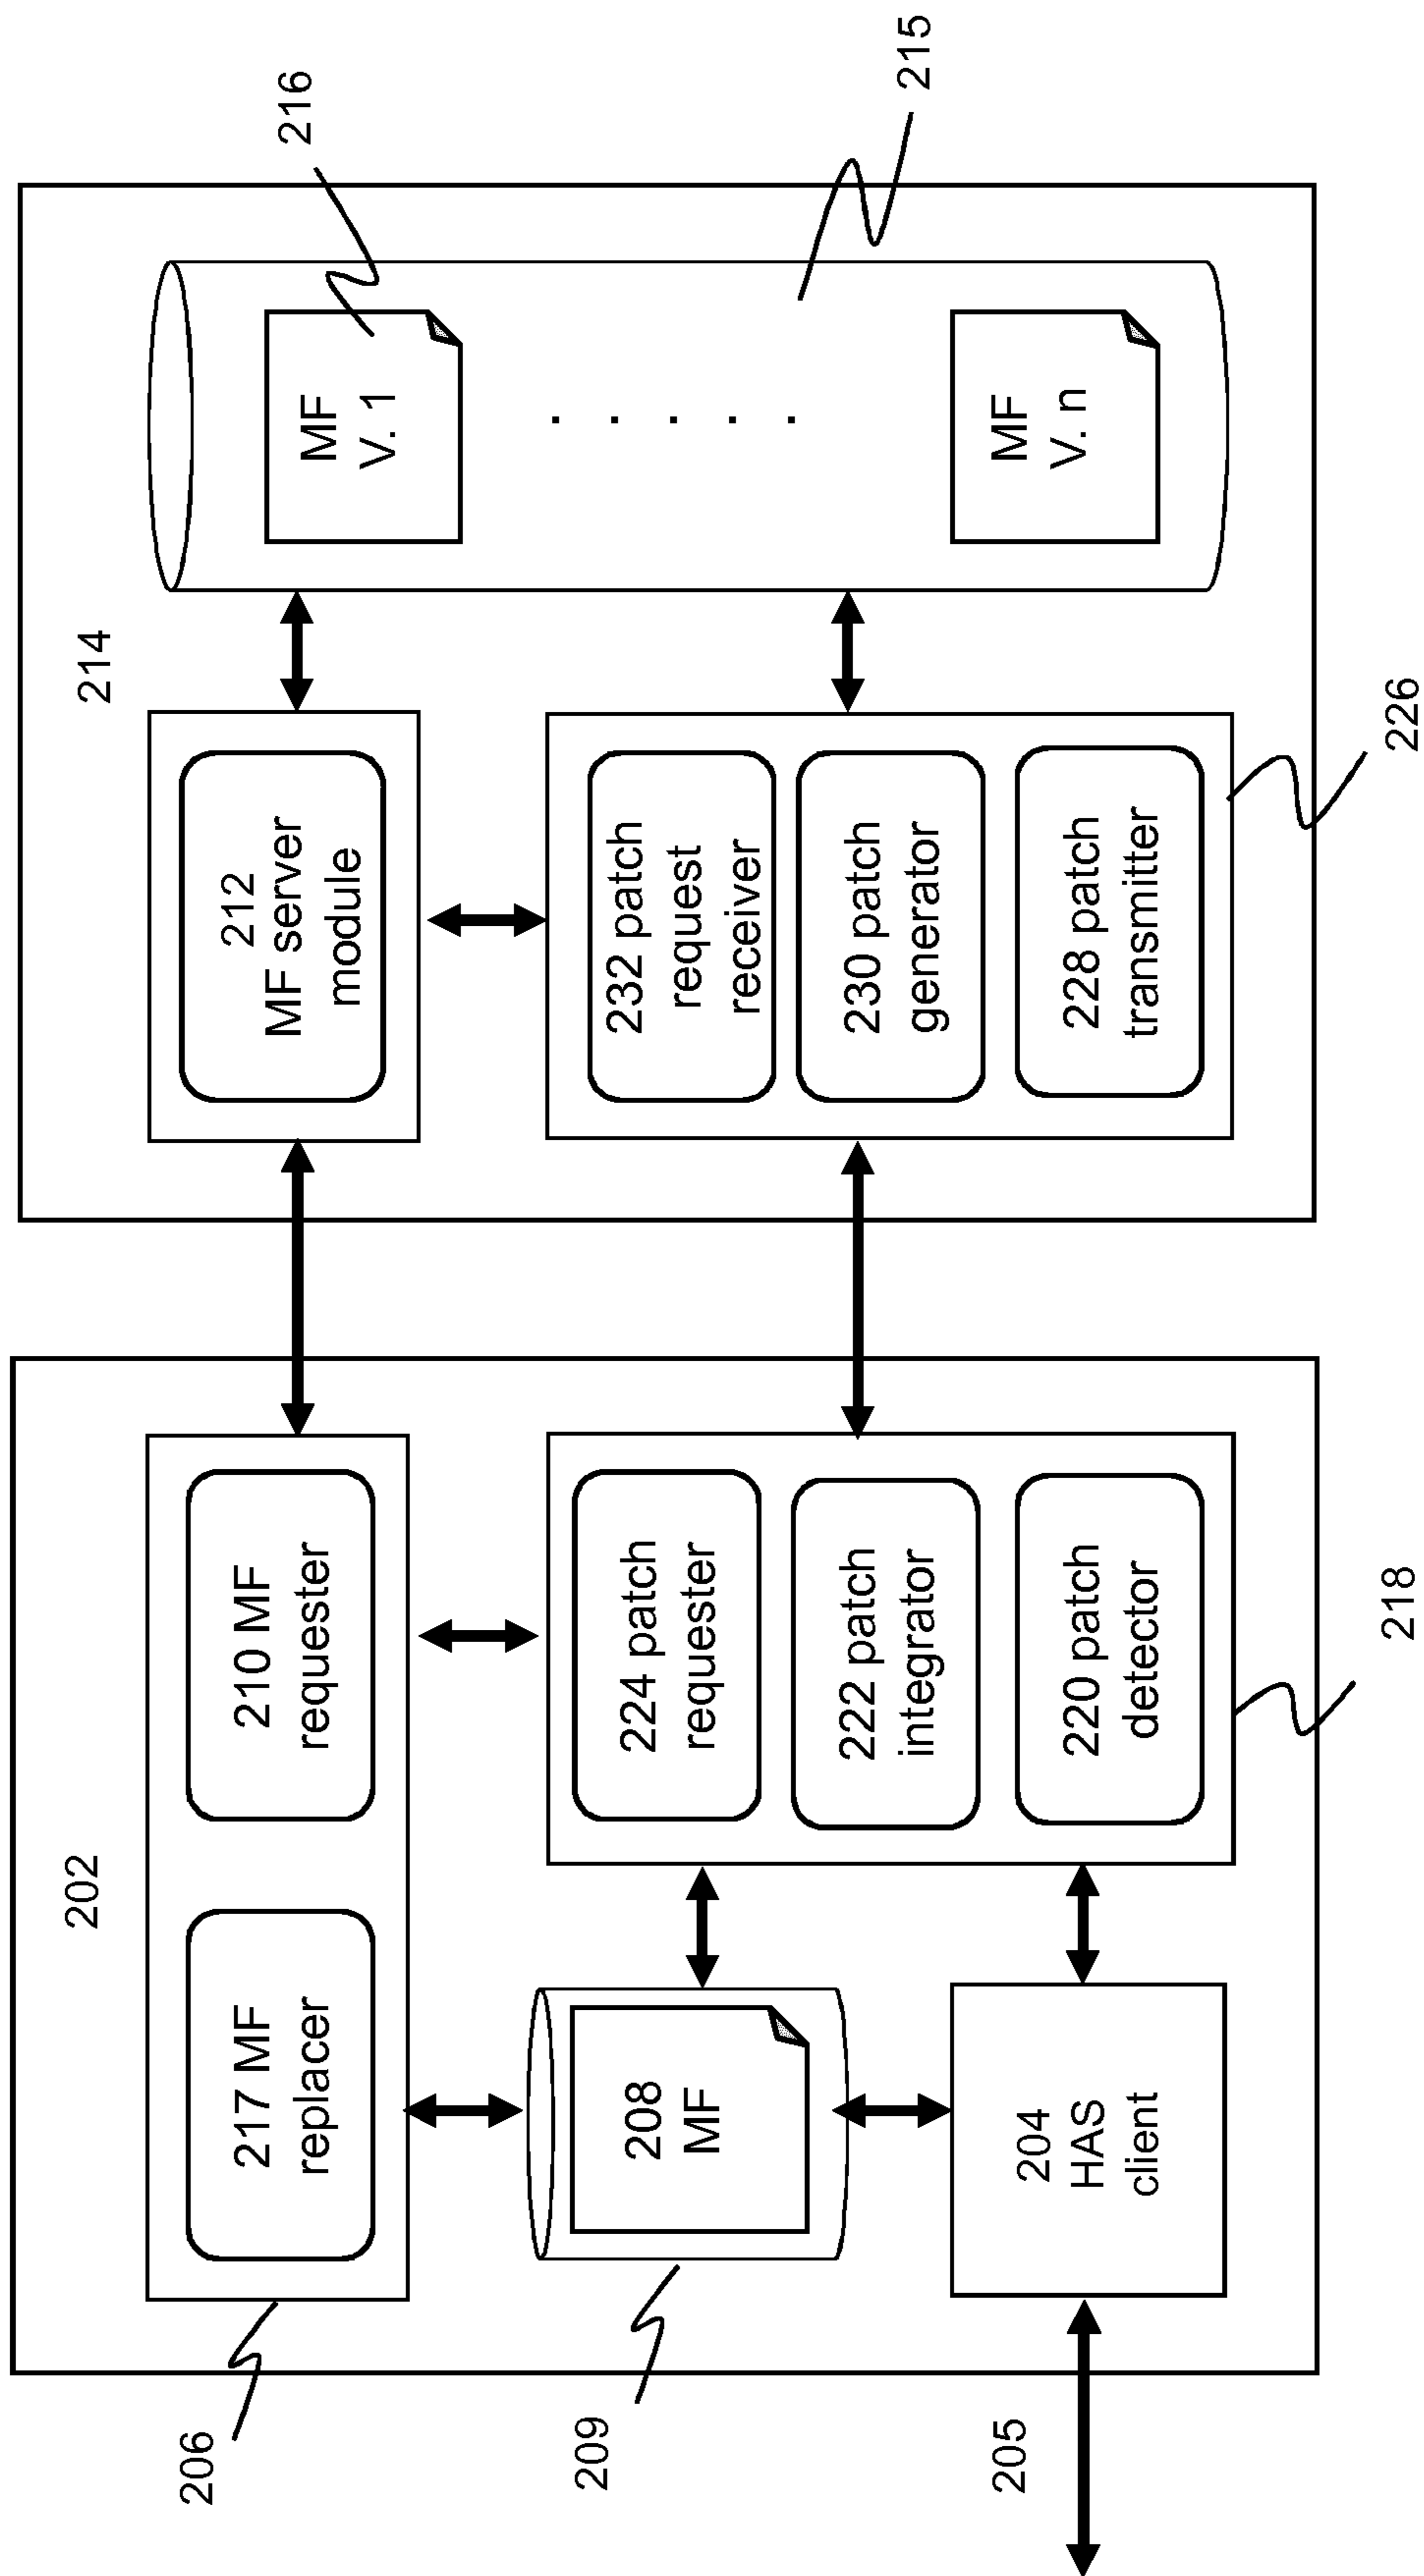 202
206
217 MF
replacer
210 MF
requester
209
208
MF
224 patch
requester
222 patch
integrator
220 patch
detector
205
204
HAS
client
218
214
212
MF server
module
232 patch
request
receiver
230 patch
generator
228 patch
transmitter
226
216
MF
V. 1
. . . . .
MF
V. n
215